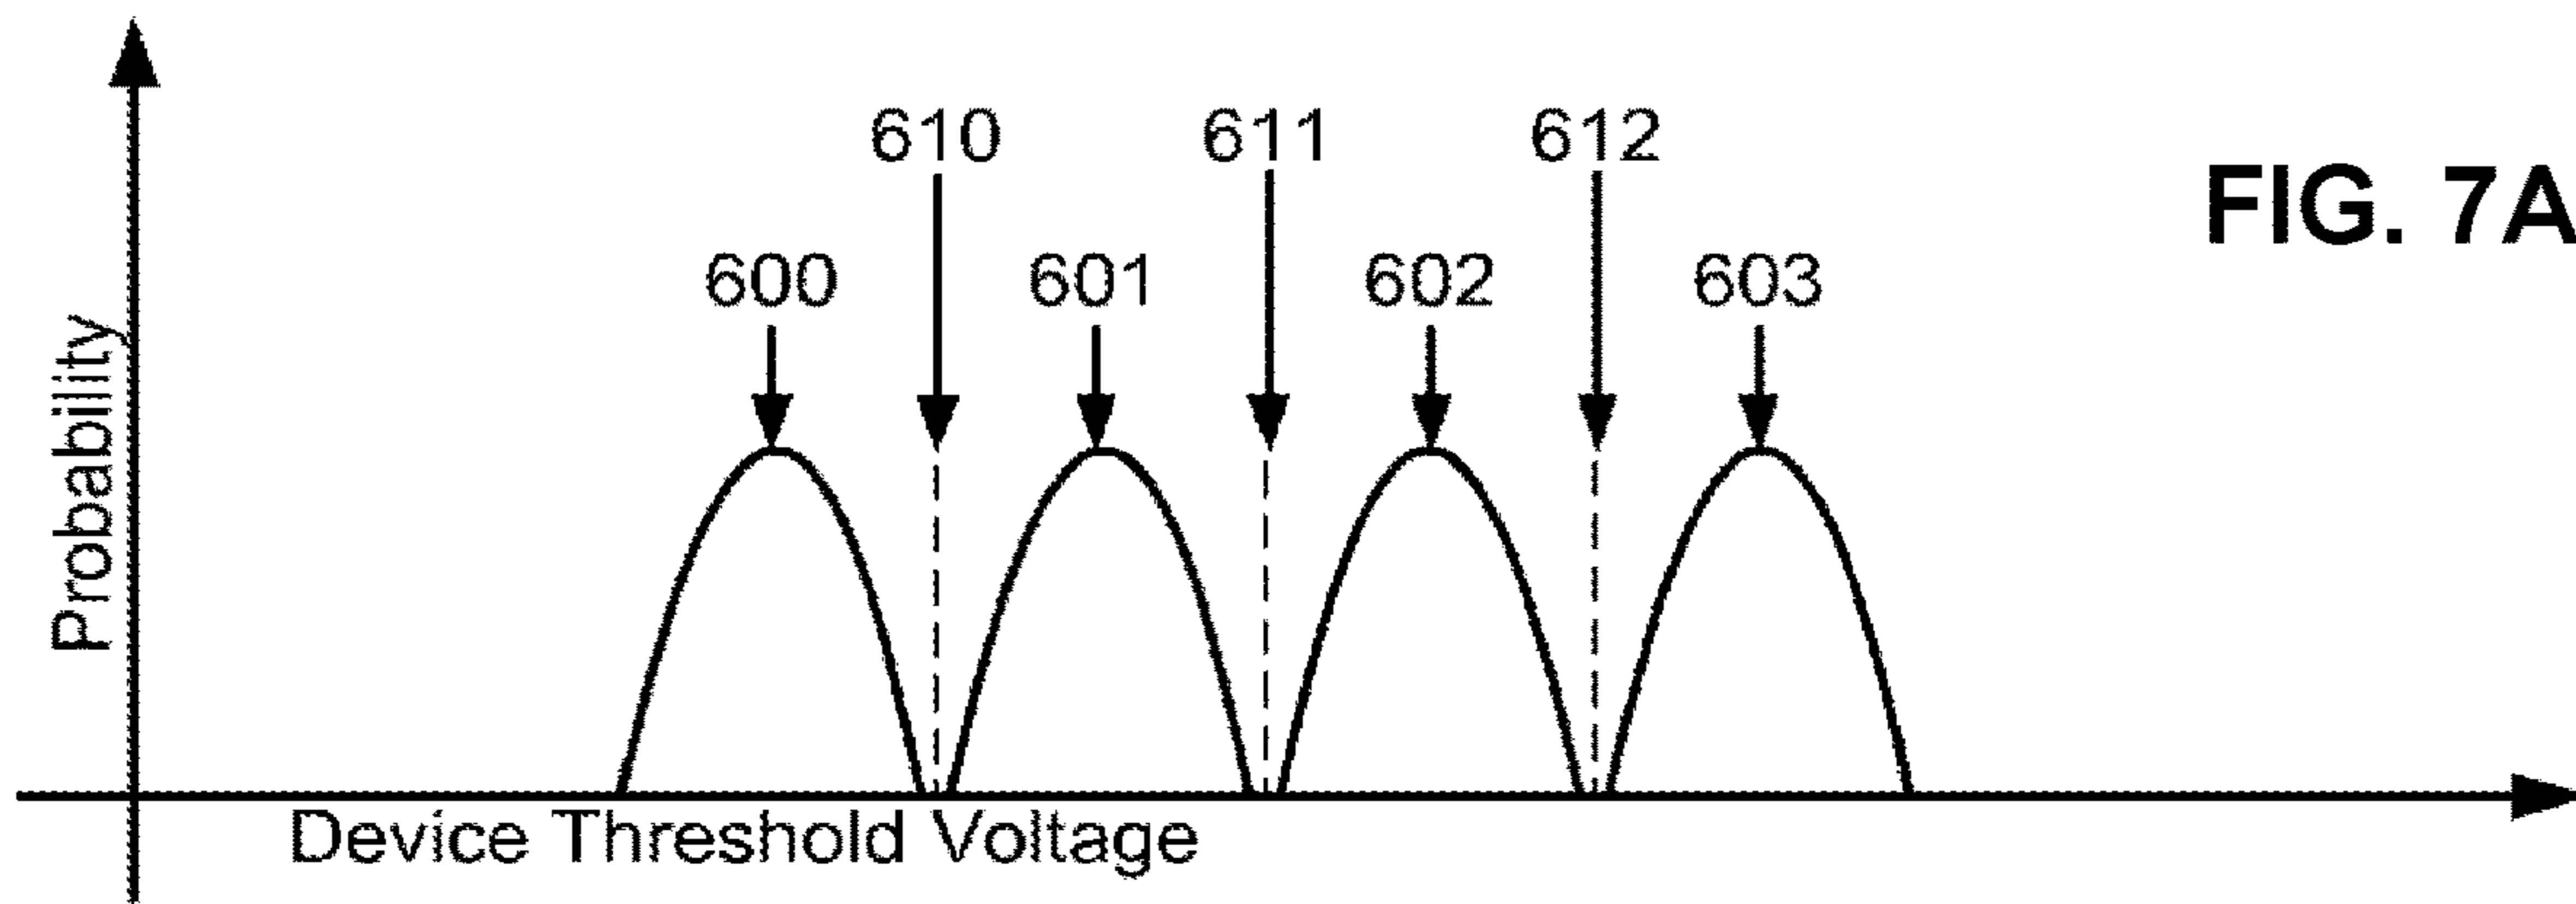 610 611 612
FIG. 7A
600 601 602 603
Probability
Device Threshold Voltage